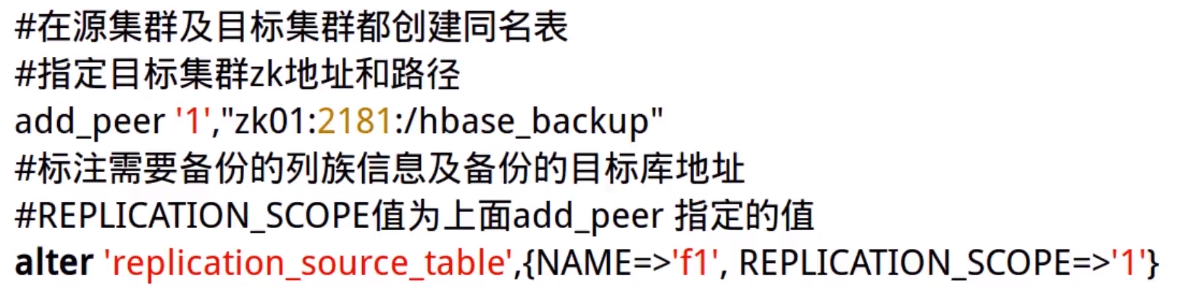 #在源集群及目标集群都创建同名表
#指定目标集群zk地址和路径
add_peer '1',"zk01:2181:/hbase_backup"
#标注需要备份的列族信息及备份的目标库地址
#REPLICATION_SCOPE值为上面add_peer 指定的值
alter 'replication_source_table',{NAME=>'f1', REPLICATION_SCOPE=>'1'}